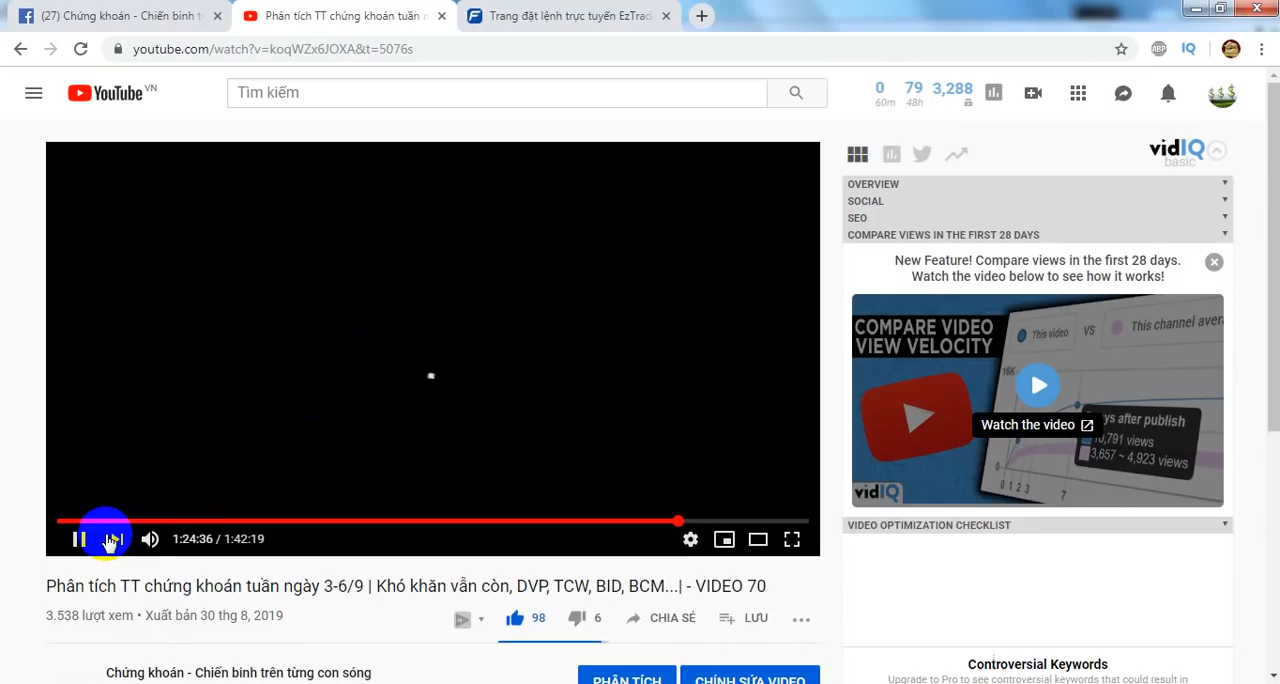 (27) Chứng khoán - Chiến binh t
Phân tích TT chứng khoán tuần n
Trang đặt lệnh trực tuyến EzTrad
youtube.com/watch?v=koqWZx6JOXA&t=5076s
ABP
IQ
YouTube VN
Tìm kiếm
0 79 3,288
60m 48h
$ $ $
vidIQ
basic
OVERVIEW
SOCIAL
SEO
COMPARE VIEWS IN THE FIRST 28 DAYS
New Feature! Compare views in the first 28 days.
Watch the video below to see how it works!
COMPARE VIDEO
VIEW VELOCITY
This video VS This channel avera
16K
Watch the video
ys after publish
10,791 views
3,657 ~ 4,923 views
0 1 2 3 7
vidIQ
VIDEO OPTIMIZATION CHECKLIST
1:24:36 / 1:42:19
Phân tích TT chứng khoán tuần ngày 3-6/9 | Khó khăn vẫn còn, DVP, TCW, BID, BCM...| - VIDEO 70
3.538 lượt xem • Xuất bản 30 thg 8, 2019
98 6 CHIA SẺ LƯU
Chứng khoán - Chiến binh trên từng con sóng
PHÂN TÍCH CHỈNH SỬA VIDEO
Controversial Keywords
Upgrade to Pro to see controversial keywords that could result in